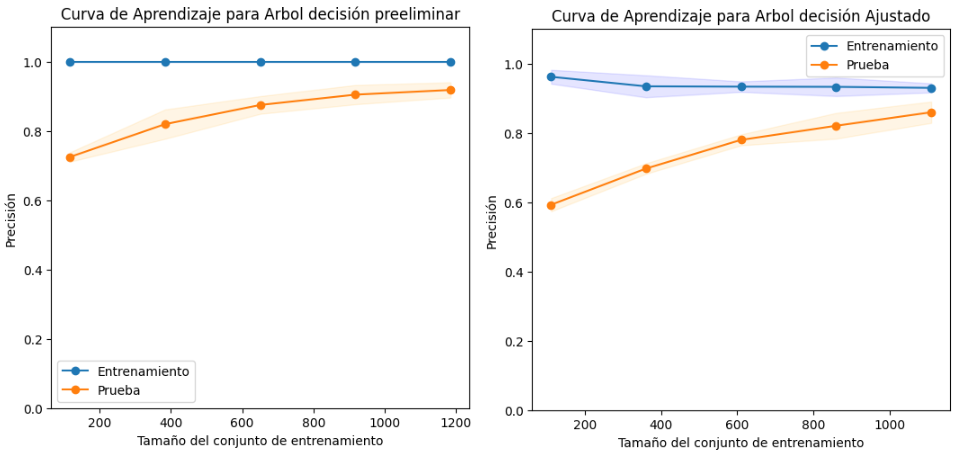 Curva de Aprendizaje para Arbol decisión preeliminar
Precisión
1.0
0.8
0.6
0.4
0.2
0.0
Entrenamiento
Prueba
200
400
600
800
1000
1200
Tamaño del conjunto de entrenamiento
Curva de Aprendizaje para Arbol decisión Ajustado
Precisión
1.0
0.8
0.6
0.4
0.2
0.0
Entrenamiento
Prueba
200
400
600
800
1000
Tamaño del conjunto de entrenamiento